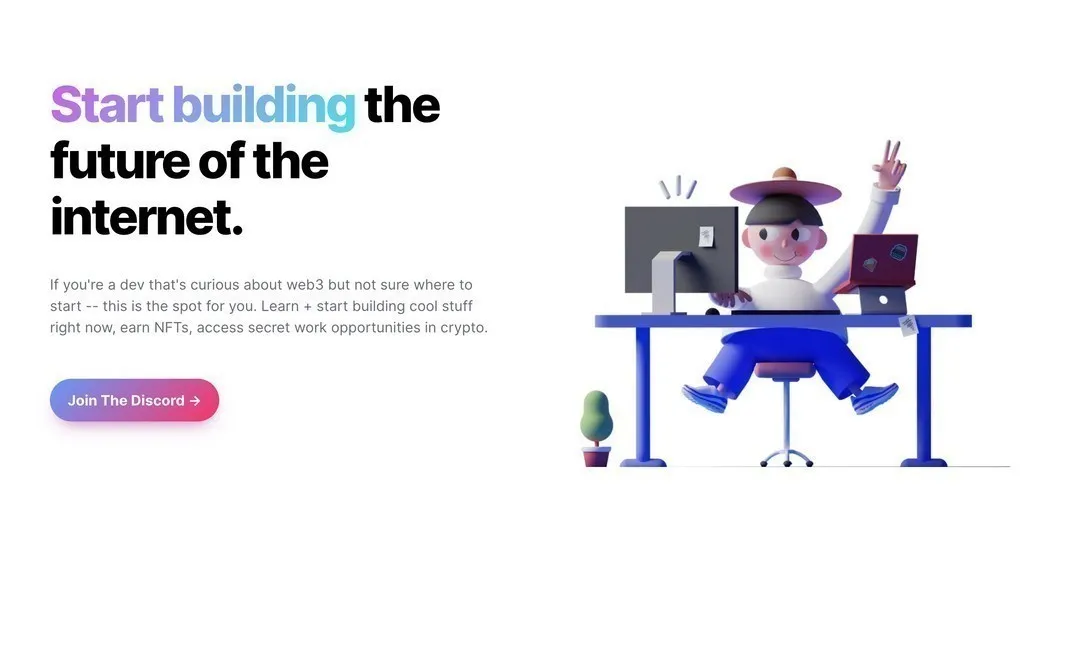 Start building the
future of the
internet.
If you're a dev that's curious about web3 but not sure where to
start -- this is the spot for you. Learn + start building cool stuff
right now, earn NFTs, access secret work opportunities in crypto.
Join The Discord →